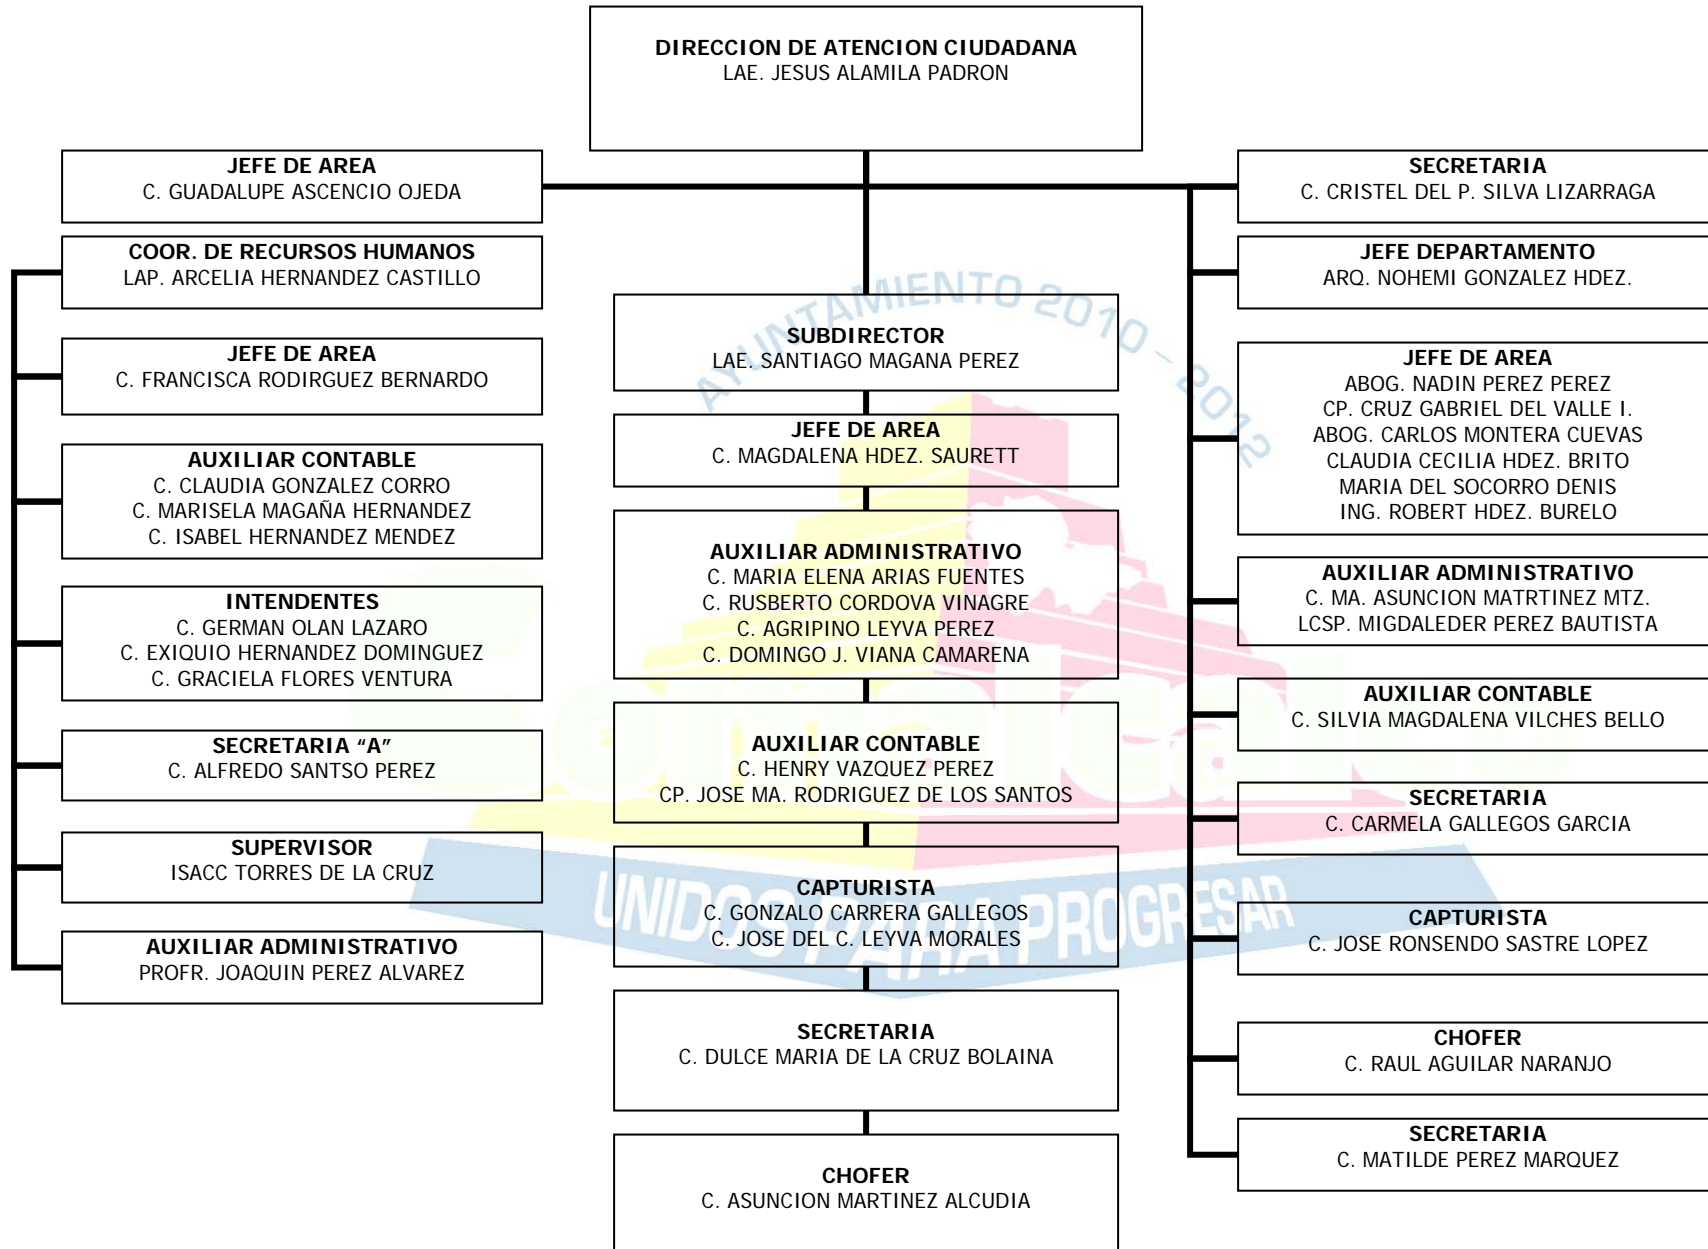 DIRECCION DE ATENCION CIUDADANA
LAE. JESUS ALAMILA PADRON
JEFE DE AREA
C. GUADALUPE ASCENCIO OJEDA
COOR. DE RECURSOS HUMANOS
LAP. ARCELIA HERNANDEZ CASTILLO
JEFE DE AREA
C. FRANCISCA RODIRGUEZ BERNARDO
AUXILIAR CONTABLE
C. CLAUDIA GONZALEZ CORRO
C. MARISELA MAGAÑA HERNANDEZ
C. ISABEL HERNANDEZ MENDEZ
INTENDENTES
C. GERMAN OLAN LAZARO
C. EXIQUIO HERNANDEZ DOMINGUEZ
C. GRACIELA FLORES VENTURA
SECRETARIA “A”
C. ALFREDO SANTSO PEREZ
SUPERVISOR
ISACC TORRES DE LA CRUZ
AUXILIAR ADMINISTRATIVO
PROFR. JOAQUIN PEREZ ALVAREZ
SUBDIRECTOR
LAE. SANTIAGO MAGANA PEREZ
JEFE DE AREA
C. MAGDALENA HDEZ. SAURETT
AUXILIAR ADMINISTRATIVO
C. MARIA ELENA ARIAS FUENTES
C. RUSBERTO CORDOVA VINAGRE
C. AGRIPINO LEYVA PEREZ
C. DOMINGO J. VIANA CAMARENA
AUXILIAR CONTABLE
C. HENRY VAZQUEZ PEREZ
CP. JOSE MA. RODRIGUEZ DE LOS SANTOS
CAPTURISTA
C. GONZALO CARRERA GALLEGOS
C. JOSE DEL C. LEYVA MORALES
SECRETARIA
C. DULCE MARIA DE LA CRUZ BOLAINA
CHOFER
C. ASUNCION MARTINEZ ALCUDIA
SECRETARIA
C. CRISTEL DEL P. SILVA LIZARRAGA
JEFE DEPARTAMENTO
ARQ. NOHEMI GONZALEZ HDEZ.
JEFE DE AREA
ABOG. NADIN PEREZ PEREZ
CP. CRUZ GABRIEL DEL VALLE I.
ABOG. CARLOS MONTERA CUEVAS
CLAUDIA CECILIA HDEZ. BRITO
MARIA DEL SOCORRO DENIS
ING. ROBERT HDEZ. BURELO
AUXILIAR ADMINISTRATIVO
C. MA. ASUNCION MATRTINEZ MTZ.
LCSP. MIGDALEDER PEREZ BAUTISTA
AUXILIAR CONTABLE
C. SILVIA MAGDALENA VILCHES BELLO
SECRETARIA
C. CARMELA GALLEGOS GARCIA
CAPTURISTA
C. JOSE RONSENDO SASTRE LOPEZ
CHOFER
C. RAUL AGUILAR NARANJO
SECRETARIA
C. MATILDE PEREZ MARQUEZ
AYUNTAMIENTO 2010 - 2012
Comalcalco
UNIDOS PARA PROGRESAR